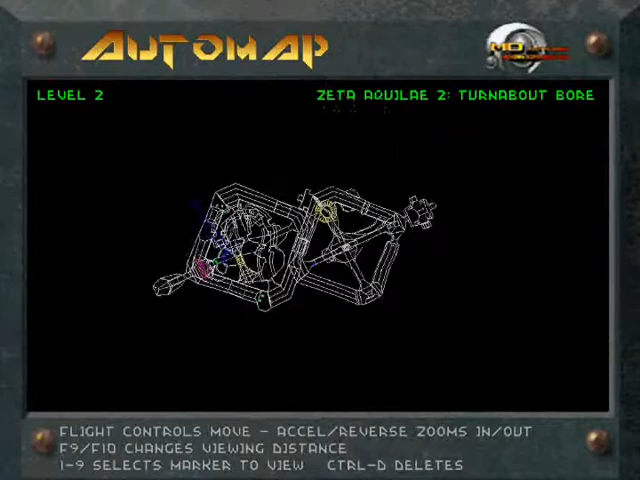 AUTOMAP
LEVEL 2
ZETA AQUILAE 2: TURNABOUT BORE
FLIGHT CONTROLS MOVE - ACCEL/REVERSE ZOOMS IN/OUT
F9/F10 CHANGES VIEWING DISTANCE
1-9 SELECTS MARKER TO VIEW CTRL-D DELETES